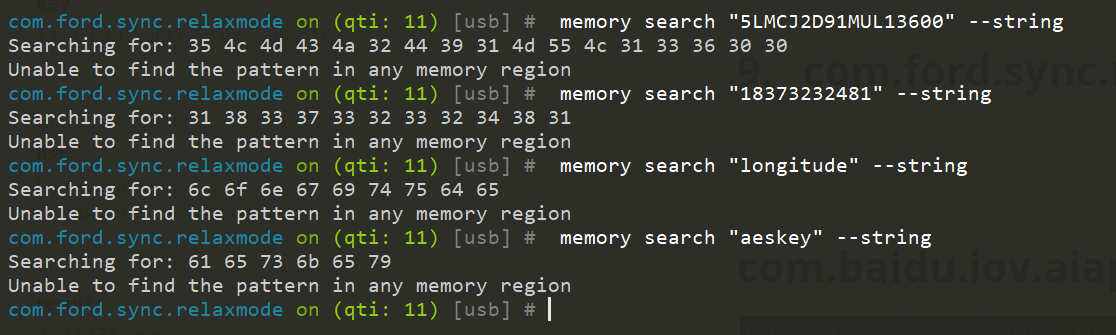 com.ford.sync.relaxmode on (qti: 11) [usb] #  memory search "5LMCJ2D91MUL13600" --string
Searching for: 35 4c 4d 43 4a 32 44 39 31 4d 55 4c 31 33 36 30 30
Unable to find the pattern in any memory region
com.ford.sync.relaxmode on (qti: 11) [usb] #  memory search "18373232481" --string
Searching for: 31 38 33 37 33 32 33 32 34 38 31
Unable to find the pattern in any memory region
com.ford.sync.relaxmode on (qti: 11) [usb] #  memory search "longitude" --string
Searching for: 6c 6f 6e 67 69 74 75 64 65
Unable to find the pattern in any memory region
com.ford.sync.relaxmode on (qti: 11) [usb] #  memory search "aeskey" --string
Searching for: 61 65 73 6b 65 79
Unable to find the pattern in any memory region
com.ford.sync.relaxmode on (qti: 11) [usb] #
9. com.ford.sync.
com.baidu.iov.aiap